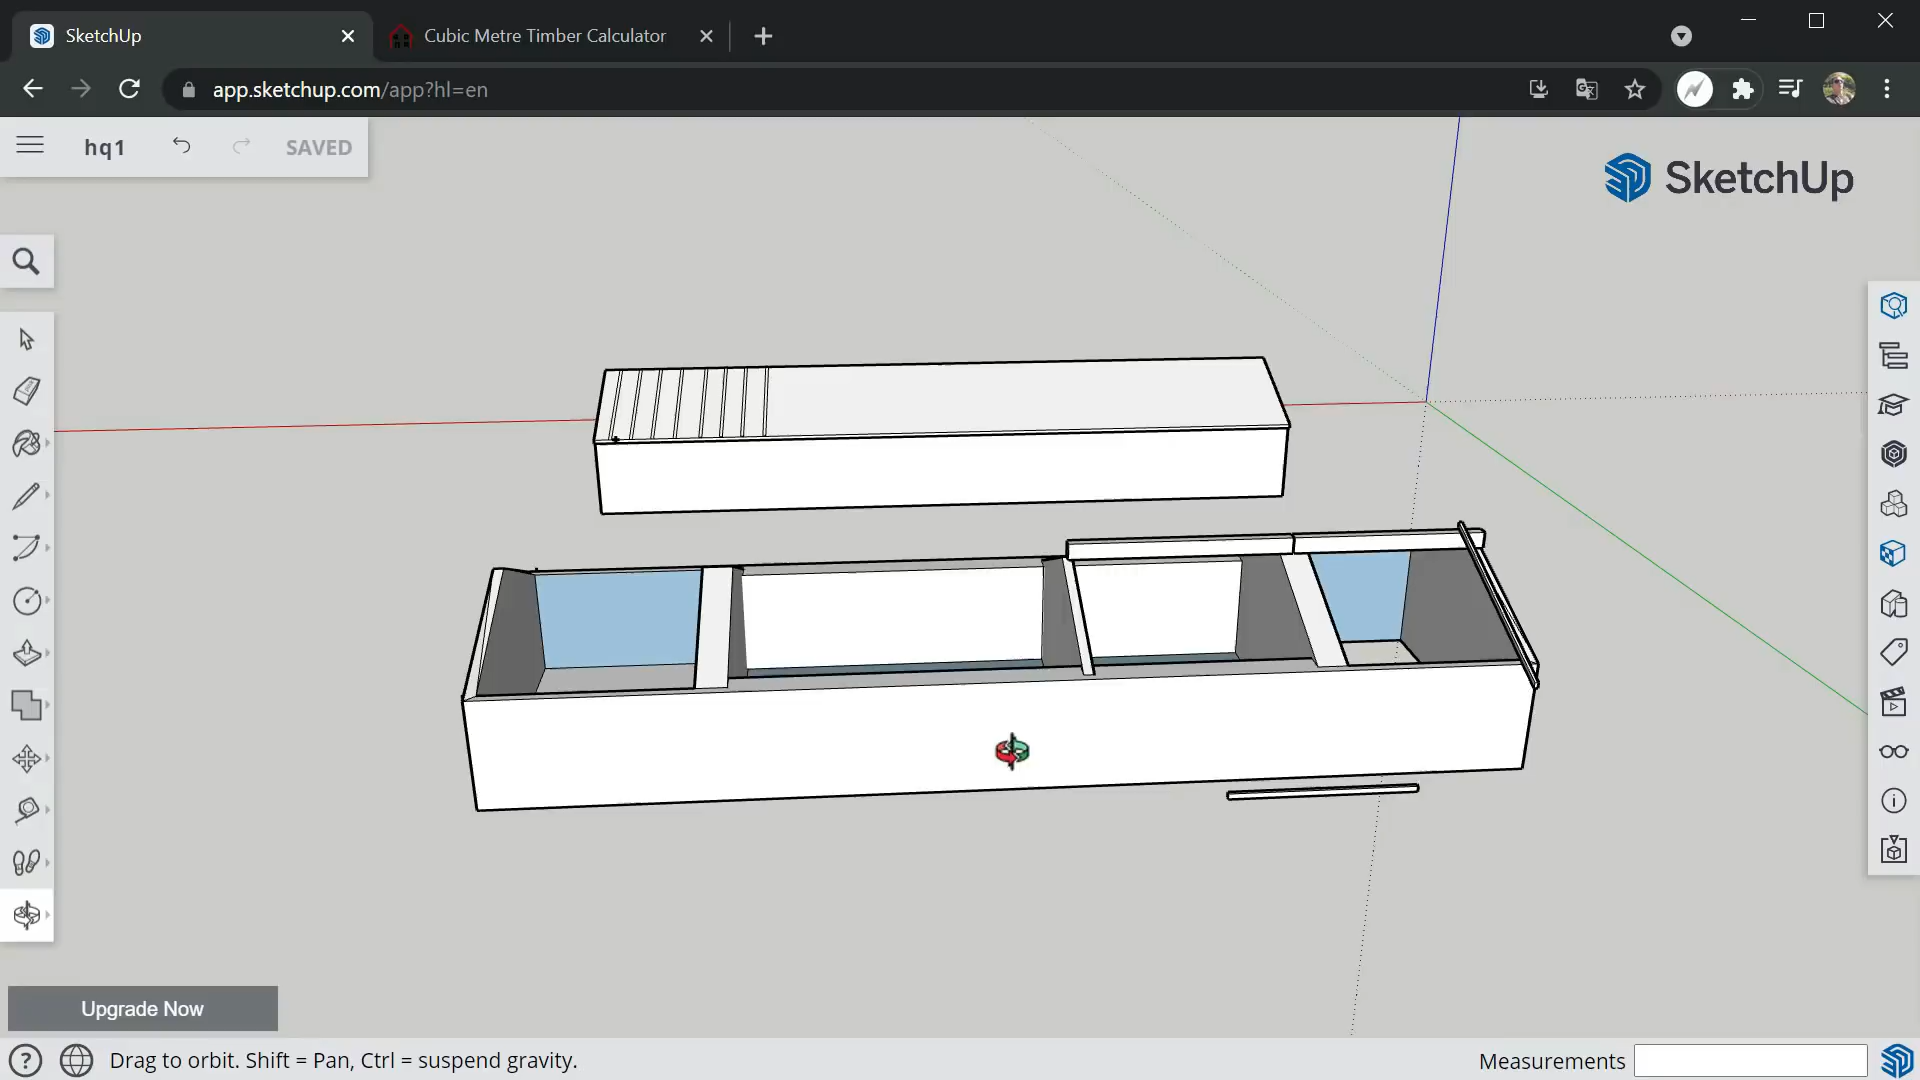 SketchUp
Cubic Metre Timber Calculator
app.sketchup.com/app?hl=en
hq1
SAVED
SketchUp
Upgrade Now
Drag to orbit. Shift = Pan, Ctrl = suspend gravity.
Measurements